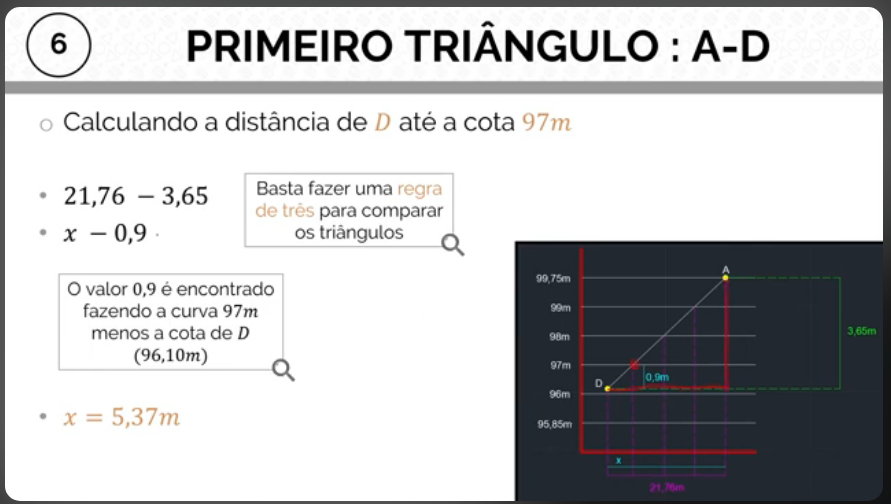 6
PRIMEIRO TRIÂNGULO : A-D
Calculando a distância de D até a cota 97m
21,76 − 3,65
x − 0,9
Basta fazer uma regra
de três para comparar
os triângulos
O valor 0,9 é encontrado
fazendo a curva 97m
menos a cota de D
(96,10m)
x = 5,37m
A
99,75m
99m
98m
3,65m
97m
0,9m
D
96m
95,85m
x
21,76m